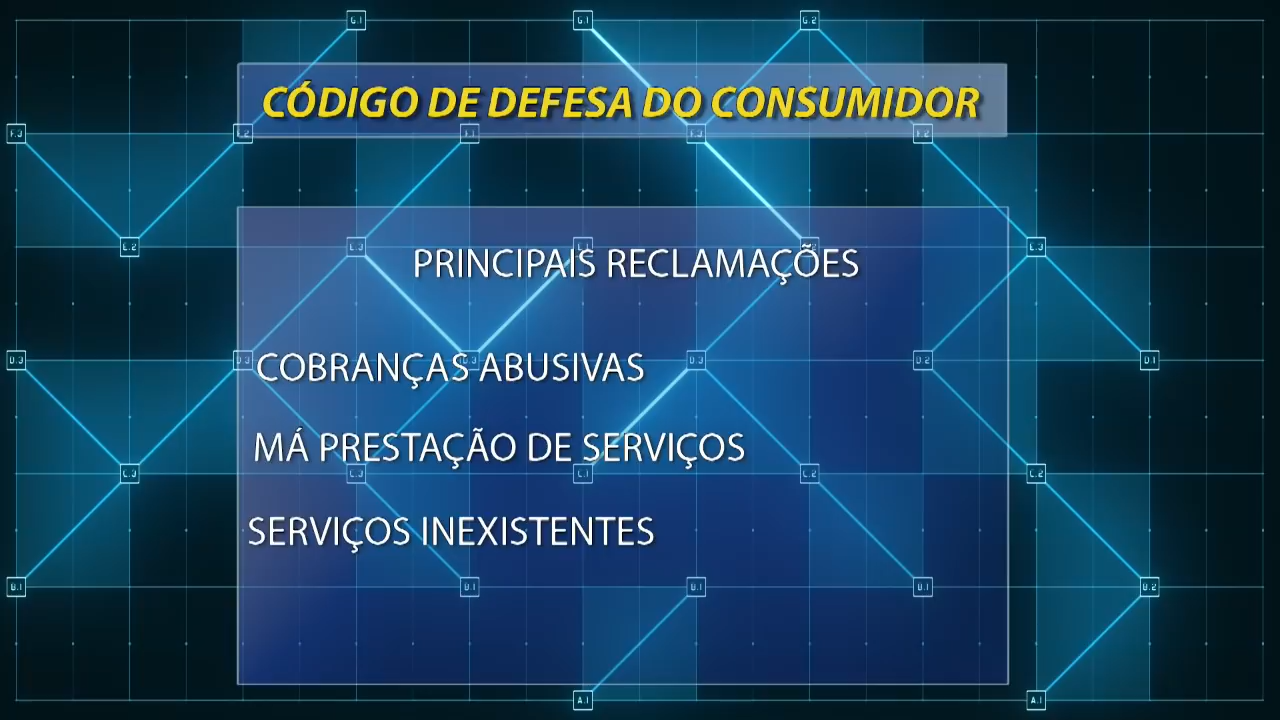 CÓDIGO DE DEFESA DO CONSUMIDOR
PRINCIPAIS RECLAMAÇÕES
COBRANÇAS ABUSIVAS
MÁ PRESTAÇÃO DE SERVIÇOS
SERVIÇOS INEXISTENTES